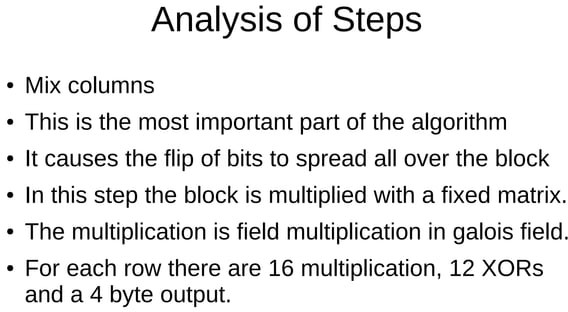 Analysis of Steps
• Mix columns
• This is the most important part of the algorithm
• It causes the flip of bits to spread all over the block
• In this step the block is multiplied with a fixed matrix.
• The multiplication is field multiplication in galois field.
• For each row there are 16 multiplication, 12 XORs
and a 4 byte output.